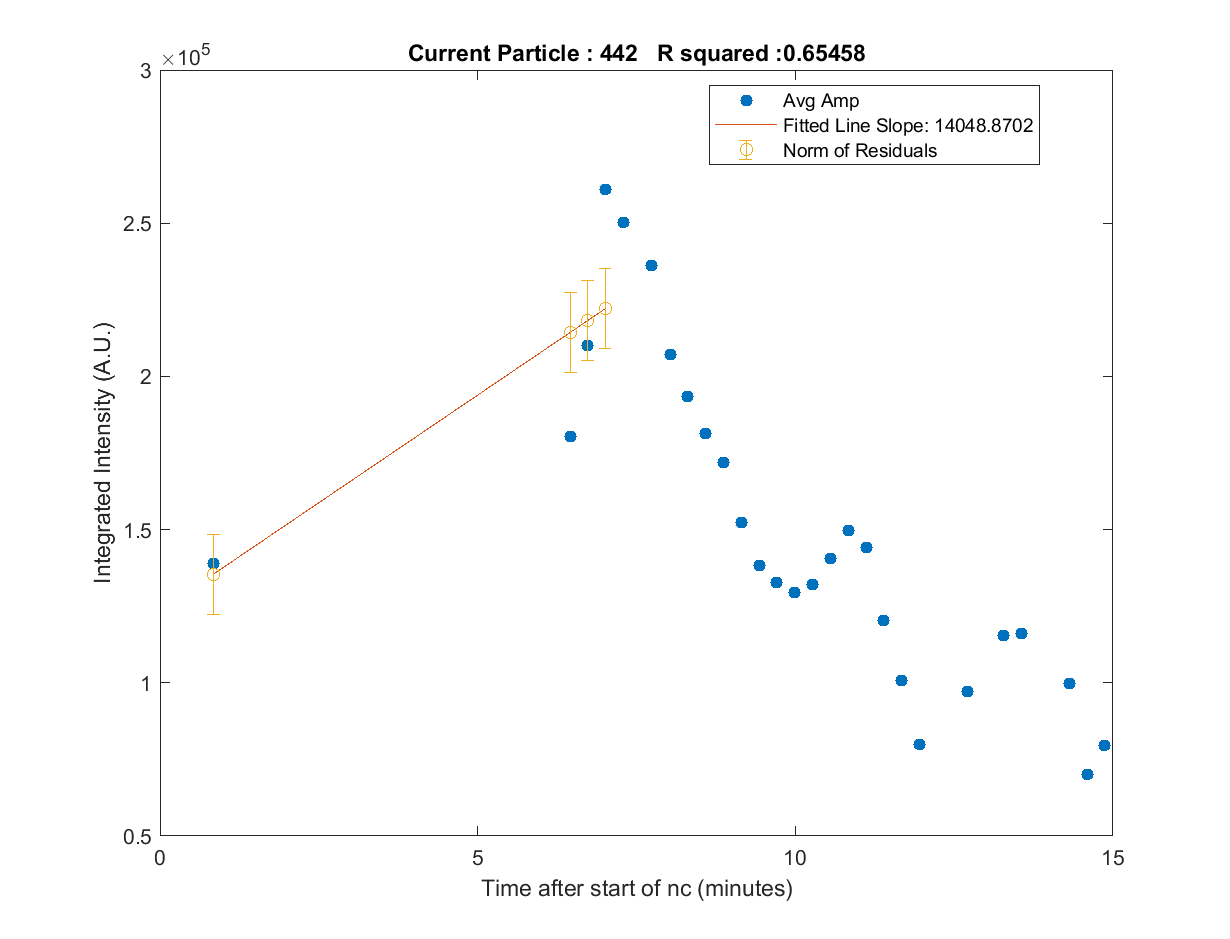 Current Particle : 442 R squared :0.65458
×10^5
3
2.5
2
1.5
1
0.5
0
5
10
15
Integrated Intensity (A.U.)
Time after start of nc (minutes)
Avg Amp
Fitted Line Slope: 14048.8702
Norm of Residuals